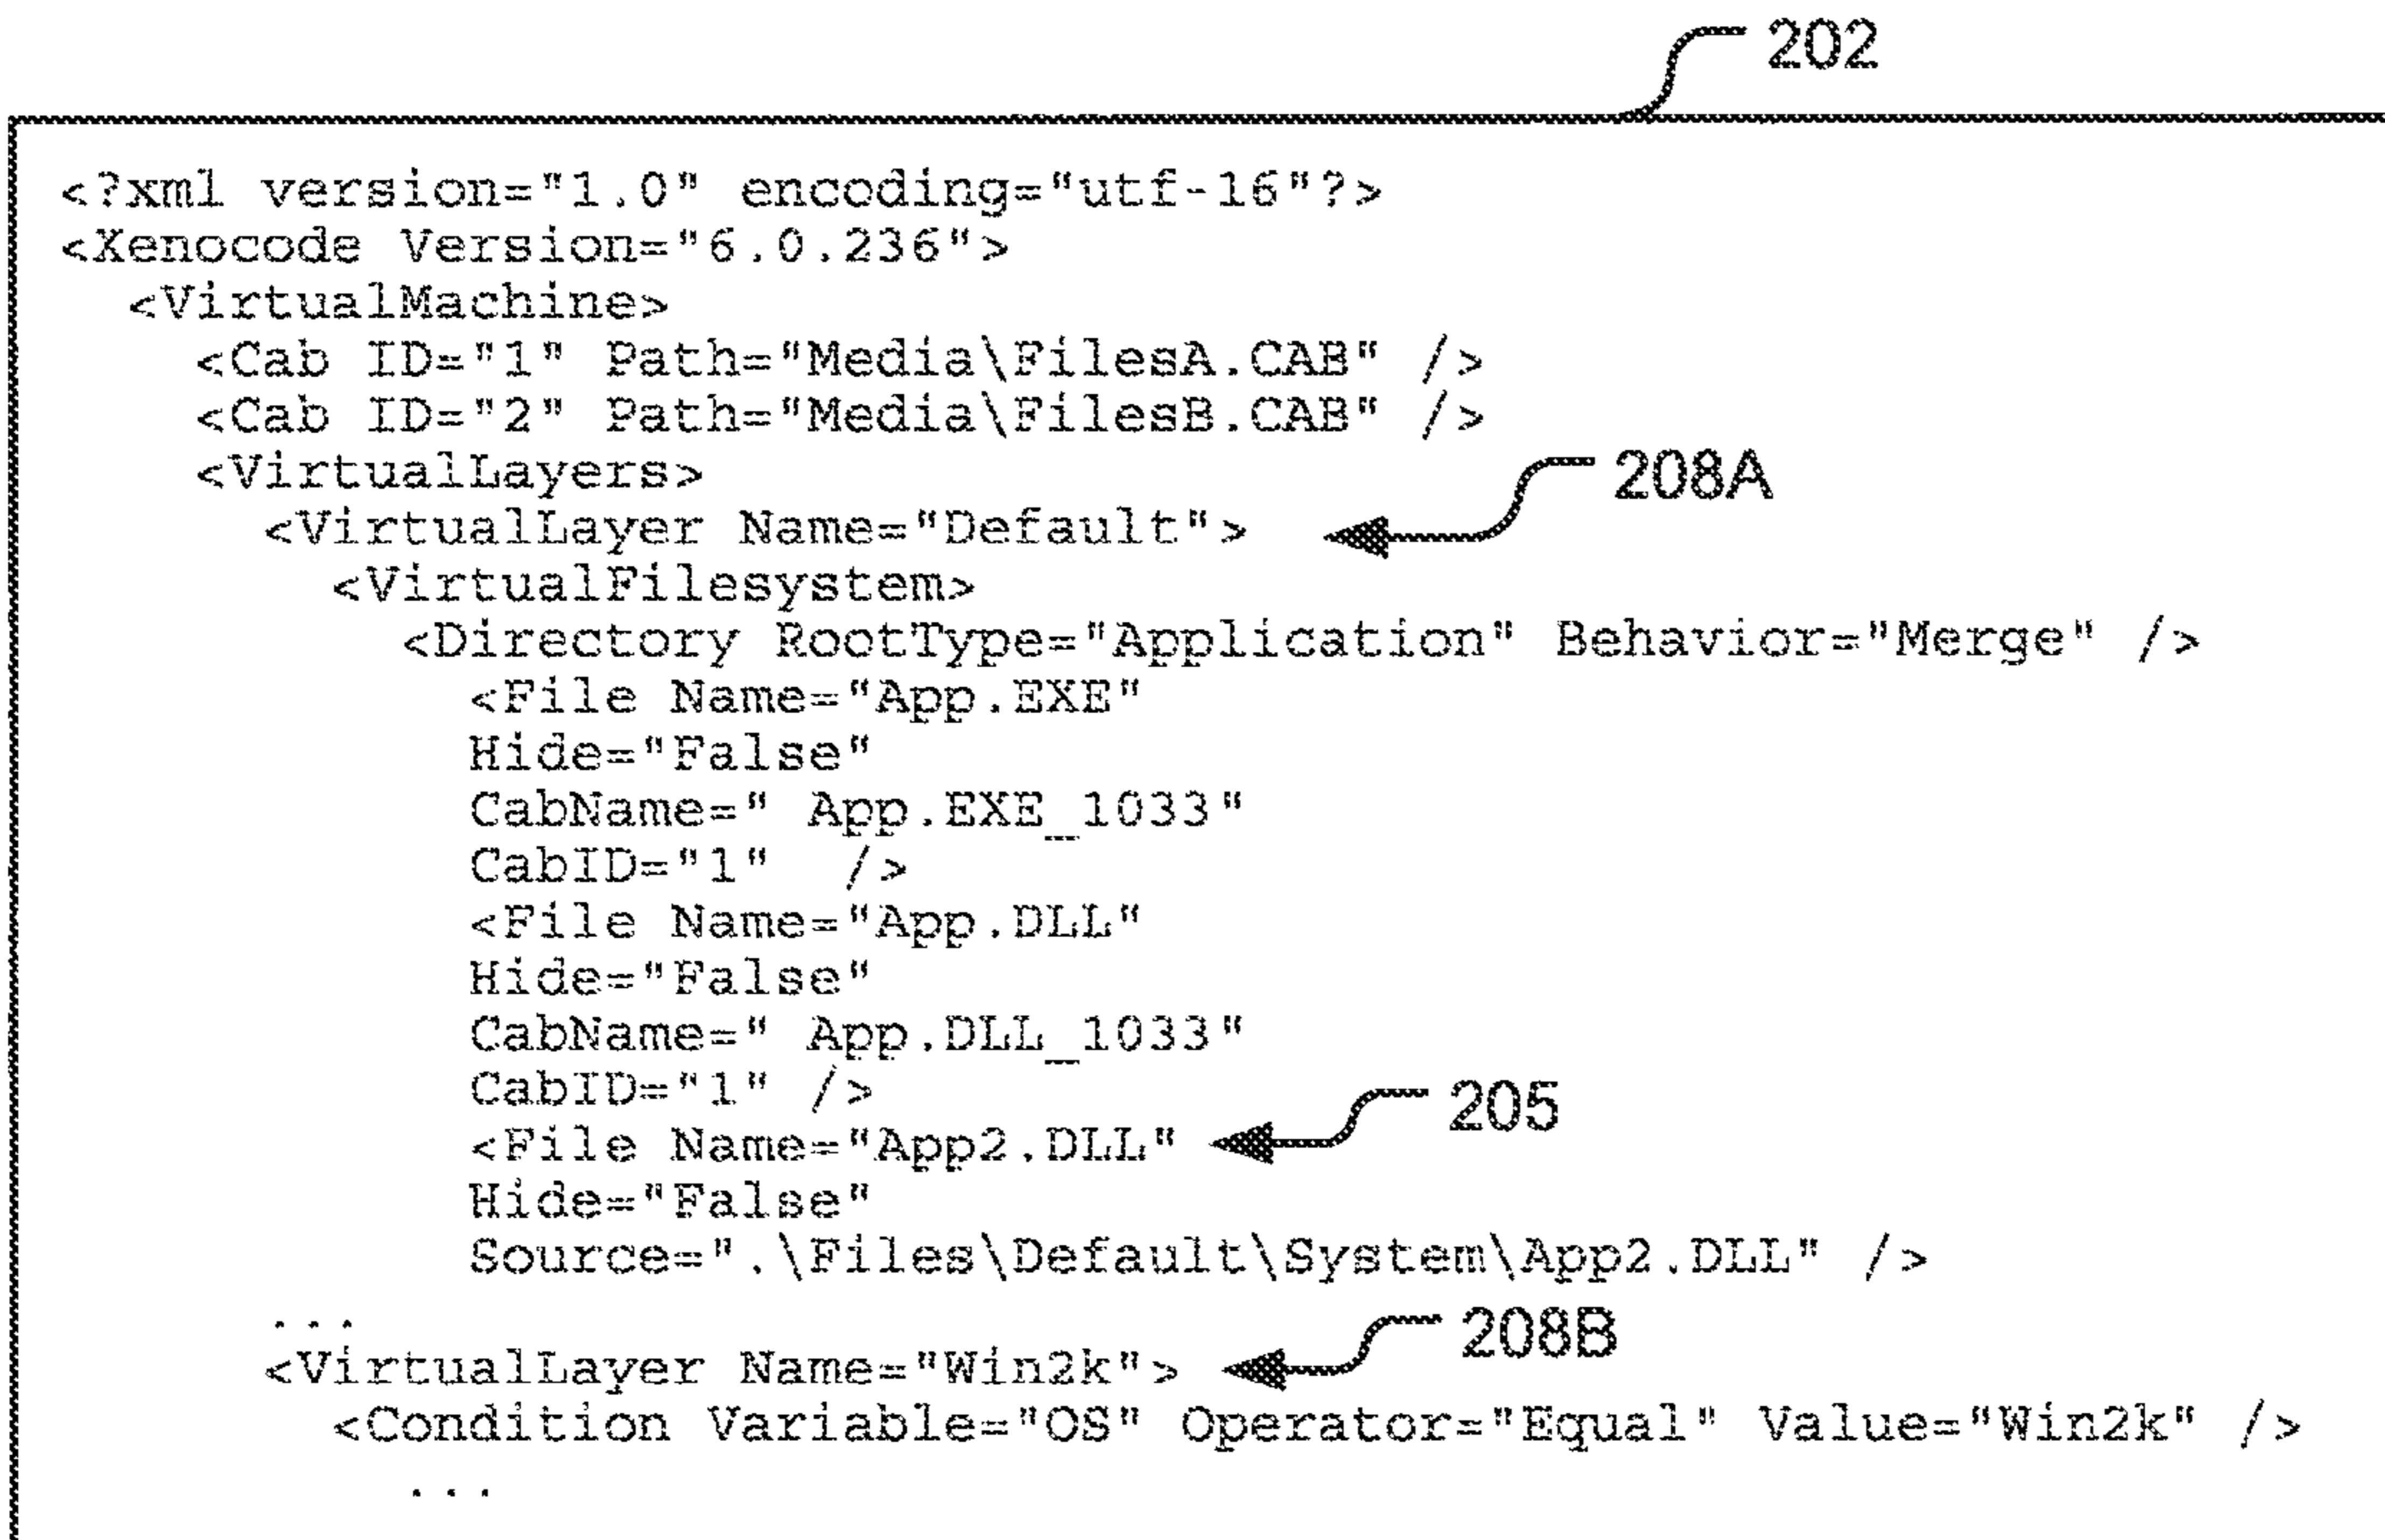 202
<?xml version="1.0" encoding="utf-16"?>
<Xenocode Version="6.0.236">
<VirtualMachine>
<Cab ID="1" Path="Media\FilesA.CAB" />
<Cab ID="2" Path="Media\FilesB.CAB" />
<VirtualLayers>
208A
<VirtualLayer Name="Default">
<VirtualFilesystem>
<Directory RootType="Application" Behavior="Merge" />
<File Name="App.EXE"
Hide="False"
CabName=" App.EXE_1033"
CabID="1" />
<File Name="App.DLL"
Hide="False"
CabName=" App.DLL_1033"
CabID="1" />
205
<File Name="App2.DLL"
Hide="False"
Source=".\Files\Default\System\App2.DLL" />
...
208B
<VirtualLayer Name="Win2k">
<Condition Variable="OS" Operator="Equal" Value="Win2k" />
...